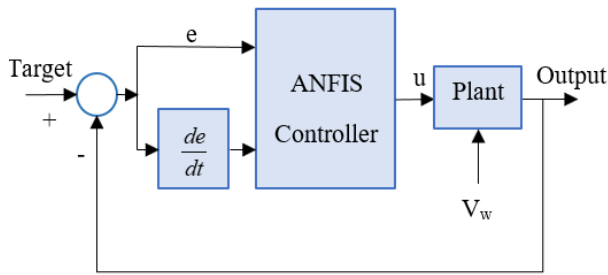 Target
+
-
e
de
dt
ANFIS
Controller
u
Plant
Output
Vw